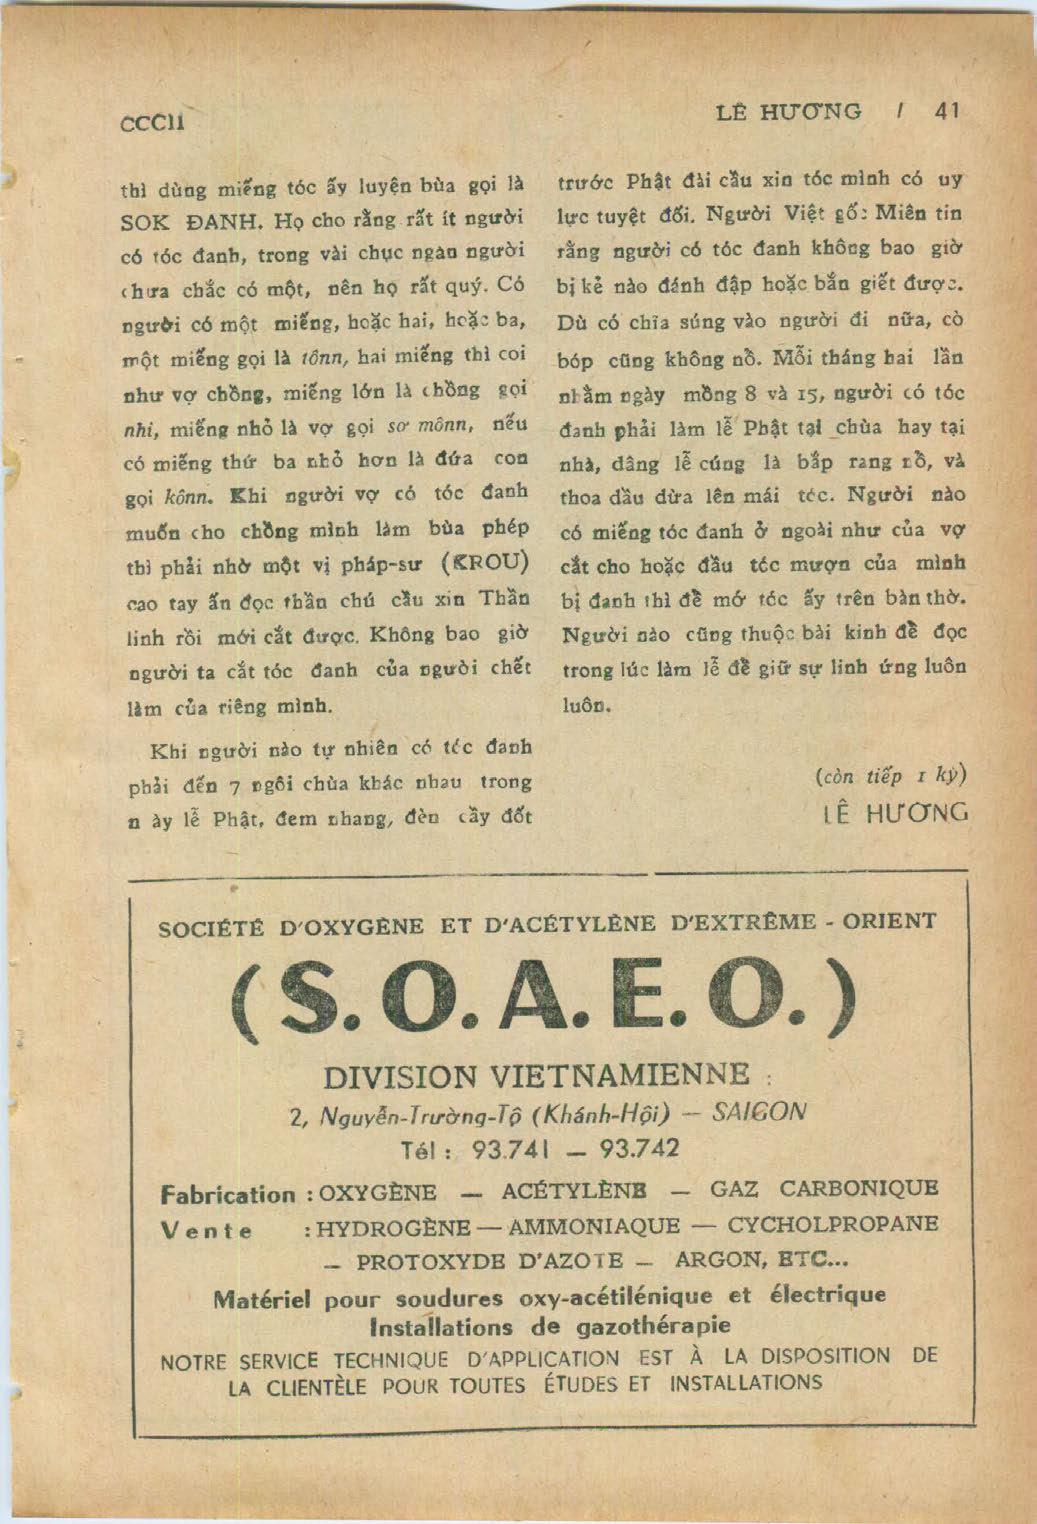 CCCII
LÊ HƯƠNG / 41
thì dùng miếng tóc ấy luyện bùa gọi là
SOK ĐANH. Họ cho rằng rất ít người
có tóc đanh, trong vài chục ngàn người
chưa chắc có một, nên họ rất quý. Có
người có một miếng, hoặc hai, hoặc ba,
một miếng gọi là tônn, hai miếng thì coi
như vợ chồng, miếng lớn là chồng gọi
nhi, miếng nhỏ là vợ gọi sơ mônn, nếu
có miếng thứ ba nhỏ hơn là đứa con
gọi kônn. Khi người vợ có tóc đanh
muốn cho chồng mình làm bùa phép
thì phải nhờ một vị pháp-sư (KROU)
cao tay ấn đọc thần chú cầu xin Thần
linh rồi mới cắt được. Không bao giờ
người ta cắt tóc đanh của người chết
làm của riêng mình.
Khi người nào tự nhiên có tóc đanh
phải đến 7 ngôi chùa khác nhau trong
n ày lễ Phật, đem nhang, đèn cầy đốt
trước Phật đài cầu xin tóc mình có uy
lực tuyệt đối. Người Việt gố: Miên tin
rằng người có tóc đanh không bao giờ
bị kẻ nào đánh đập hoặc bắn giết được.
Dù có chĩa súng vào người đi nữa, cò
bóp cũng không nổ. Mỗi tháng hai lần
nhằm ngày mồng 8 và 15, người có tóc
đanh phải làm lễ Phật tại chùa hay tại
nhà, dâng lễ cúng là bắp rang nổ, và
thoa dầu dừa lên mái tóc. Người nào
có miếng tóc đanh ở ngoài như của vợ
cắt cho hoặc đầu tóc mượn của mình
bị đanh thì để mớ tóc ấy trên bàn thờ.
Người nào cũng thuộc bài kinh để đọc
trong lúc làm lễ để giữ sự linh ứng luôn
luôn.
(còn tiếp 1 kỳ)
LÊ HƯƠNG
SOCIÉTÉ D'OXYGÈNE ET D'ACÉTYLÈNE D'EXTRÊME - ORIENT
(S.O.A.E.O.)
DIVISION VIETNAMIENNE :
2, Nguyễn-Trường-Tộ (Khánh-Hội) — SAIGON
Tél : 93.741 — 93.742
Fabrication : OXYGÈNE — ACÉTYLÈNE — GAZ CARBONIQUE
Vente : HYDROGÈNE — AMMONIAQUE — CYCHOLPROPANE
— PROTOXYDE D'AZOTE — ARGON, ETC...
Matériel pour soudures oxy-acétilénique et électrique
Installations de gazothérapie
NOTRE SERVICE TECHNIQUE D'APPLICATION EST À LA DISPOSITION DE
LA CLIENTÈLE POUR TOUTES ÉTUDES ET INSTALLATIONS